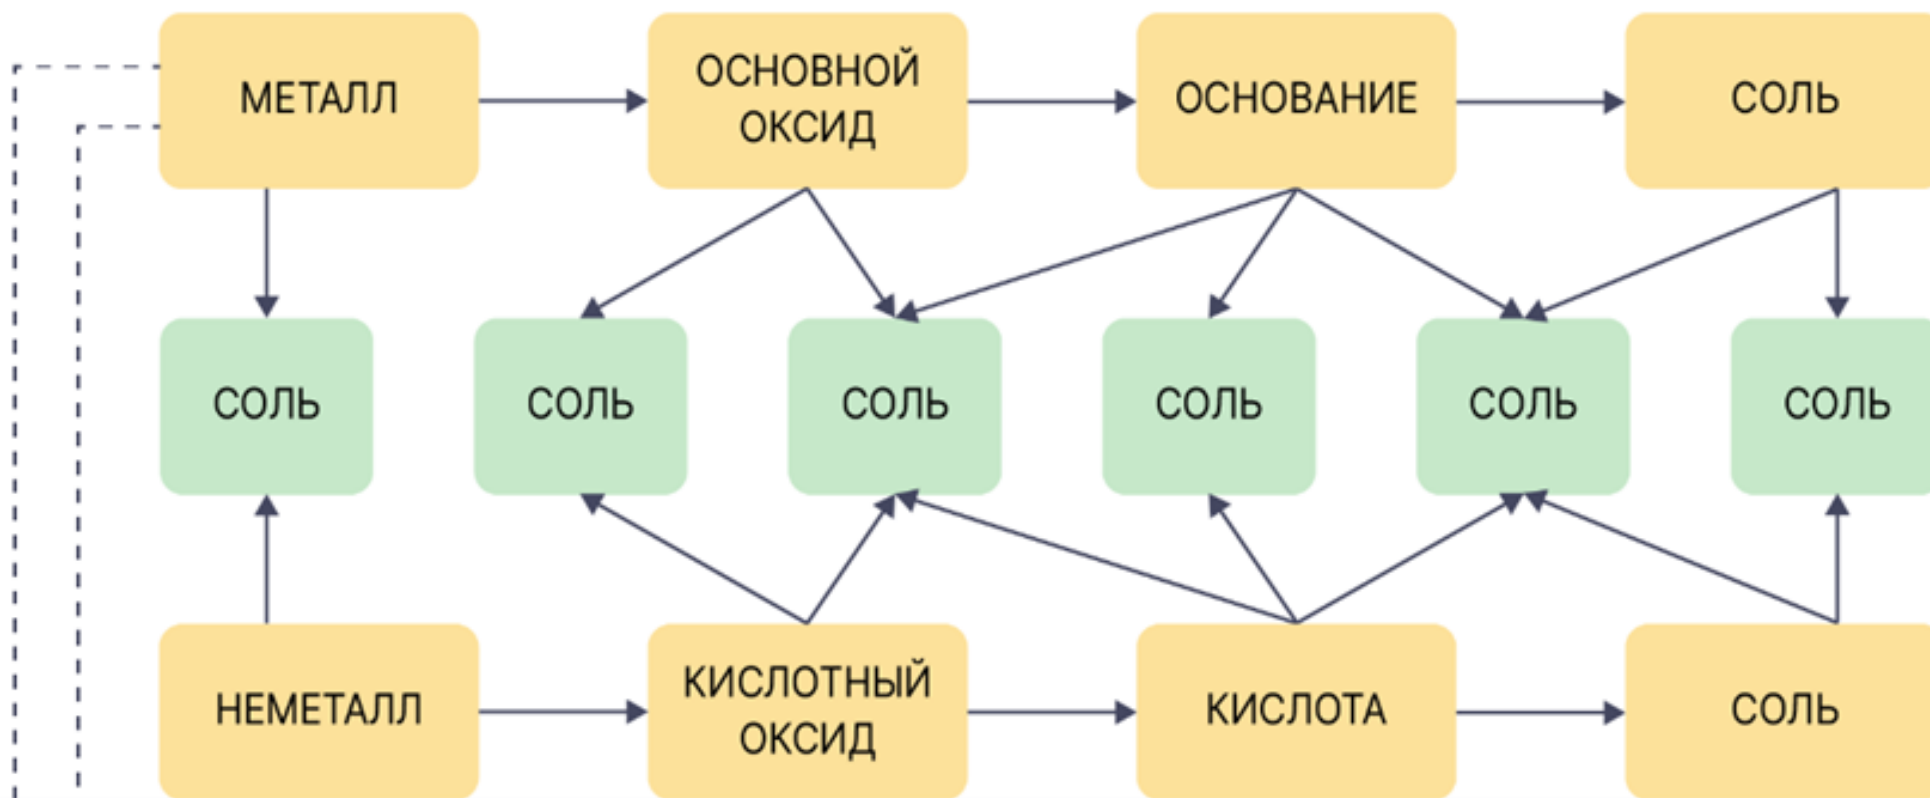 МЕТАЛЛ
ОСНОВНОЙ
ОКСИД
ОСНОВАНИЕ
СОЛЬ
СОЛЬ
СОЛЬ
СОЛЬ
СОЛЬ
СОЛЬ
СОЛЬ
НЕМЕТАЛЛ
КИСЛОТНЫЙ
ОКСИД
КИСЛОТА
СОЛЬ